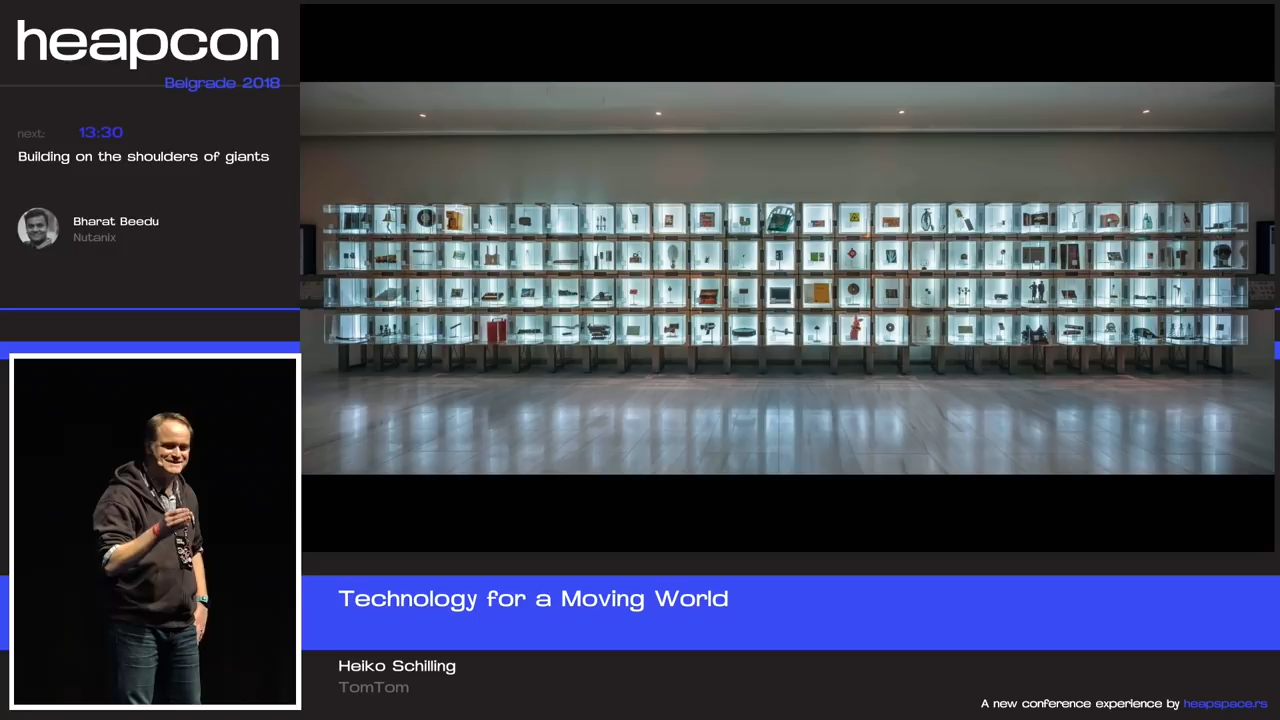 heapcon
Belgrade 2018
next: 13:30
Building on the shoulders of giants
Bharat Beedu
Nutanix
Technology for a Moving World
Heiko Schilling
TomTom
A new conference experience by heapspace.rs